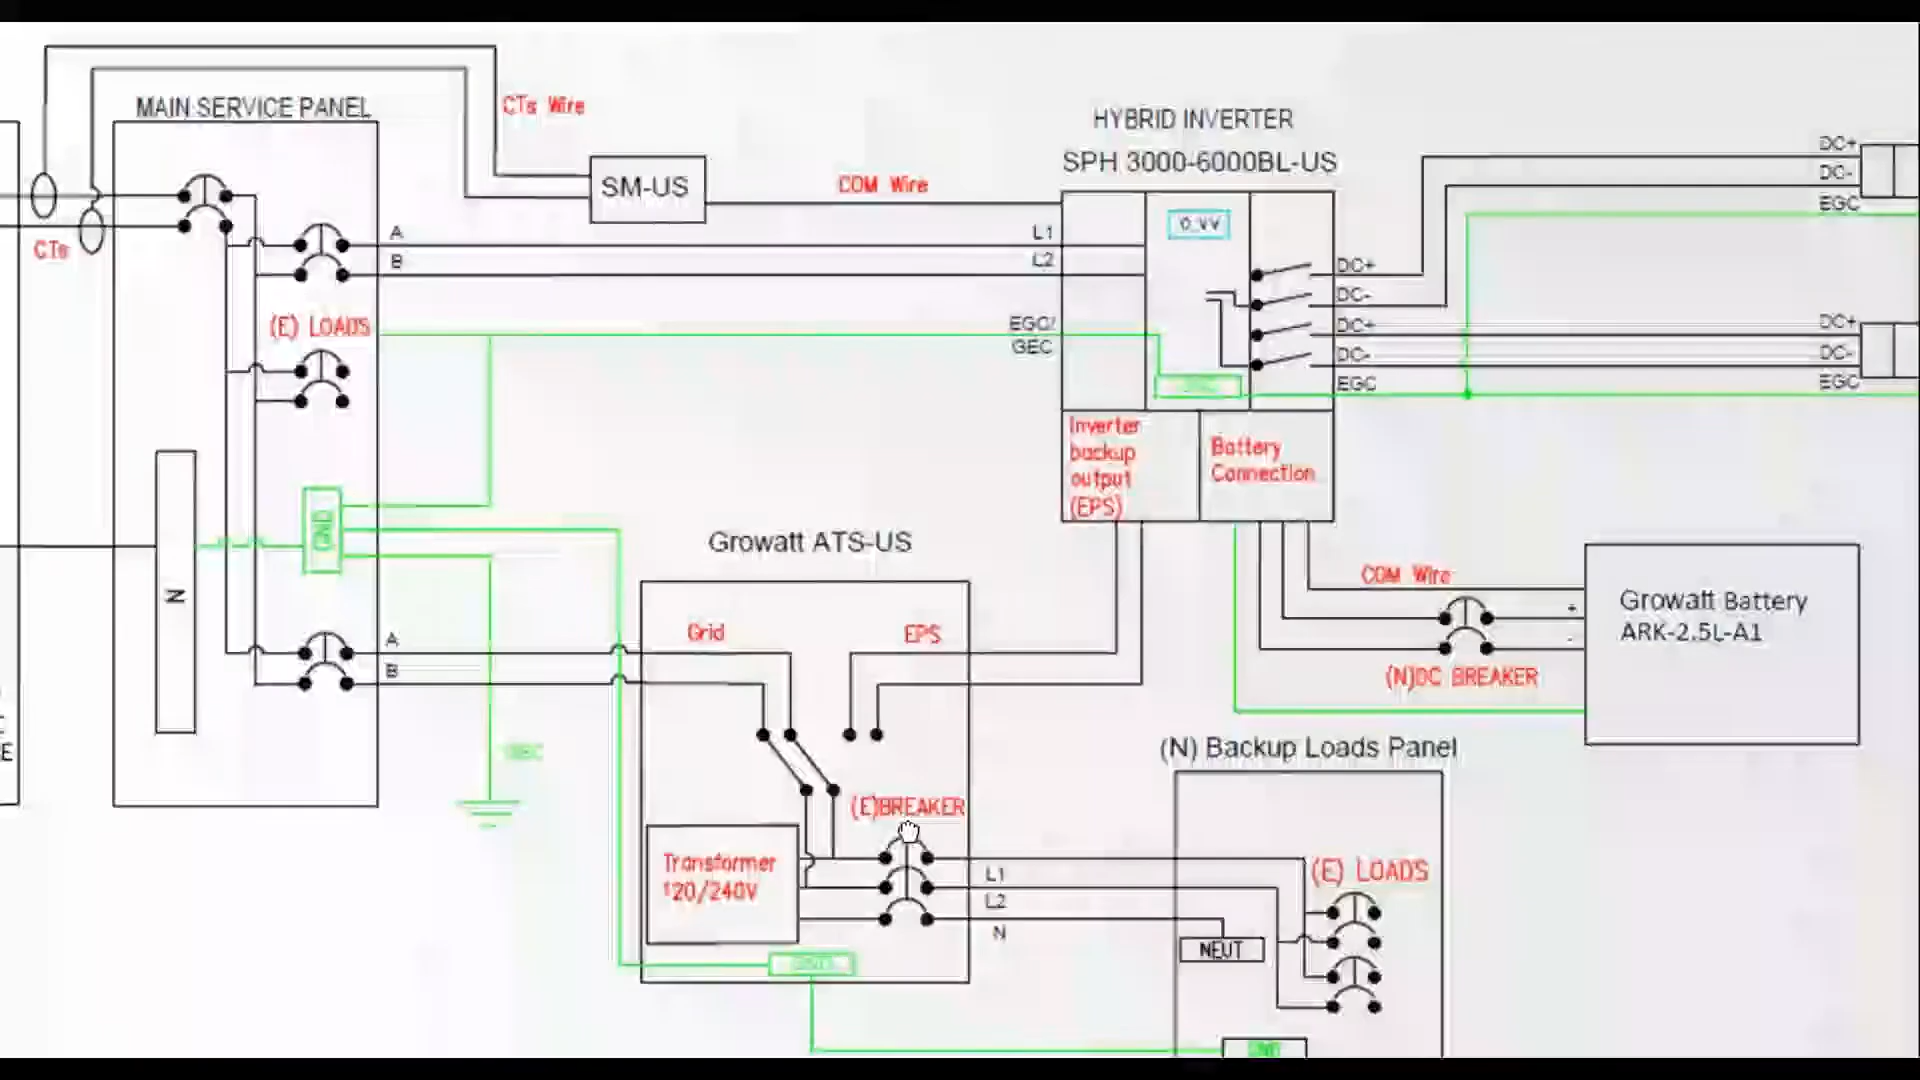 CTs Wire
MAIN SERVICE PANEL
HYBRID INVERTER
SPH 3000-6000BL-US
SM-US
COM Wire
DC+
DC-
EGC
CTs
A
B
L1
L2
DC+
DC-
DC+
DC-
EGC
DC+
DC-
EGC
(E) LOADS
EGC/
GEC
Inverter
backup
output
(EPS)
Battery
Connection
GND
N
Growatt ATS-US
Grid
EPS
A
B
COM Wire
+
-
(N)DC BREAKER
Growatt Battery
ARK-2.5L-A1
E
GEC
(N) Backup Loads Panel
(E)BREAKER
Transformer
120/240V
L1
L2
N
(E) LOADS
NEUT
GND